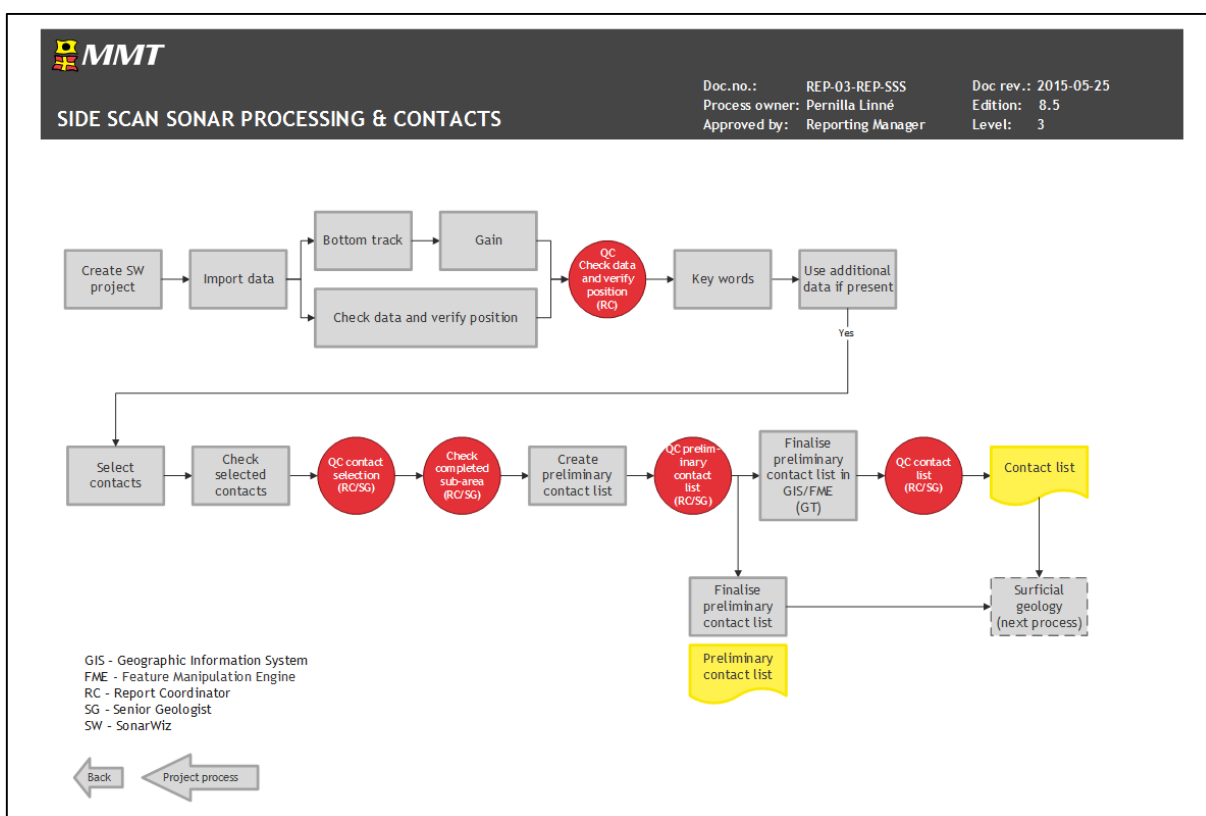 MMT
SIDE SCAN SONAR PROCESSING & CONTACTS
Doc.no.: REP-03-REP-SSS
Process owner: Pernilla Linné
Approved by: Reporting Manager
Doc rev.: 2015-05-25
Edition: 8.5
Level: 3
Create SW
project
Import data
Bottom track
Gain
Check data and verify position
QC
Check data
and verify
position
(RC)
Key words
Use additional
data if present
Yes
Select
contacts
Check
selected
contacts
QC contact
selection
(RC/SG)
Check
completed
sub-area
(RC/SG)
Create
preliminary
contact list
QC prelim-
inary
contact
list
(RC/SG)
Finalise
preliminary
contact list in
GIS/FME
(GT)
QC contact
list
(RC/SG)
Contact list
Finalise
preliminary
contact list
Surficial
geology
(next process)
Preliminary
contact list
GIS - Geographic Information System
FME - Feature Manipulation Engine
RC - Report Coordinator
SG - Senior Geologist
SW - SonarWiz
Back
Project process